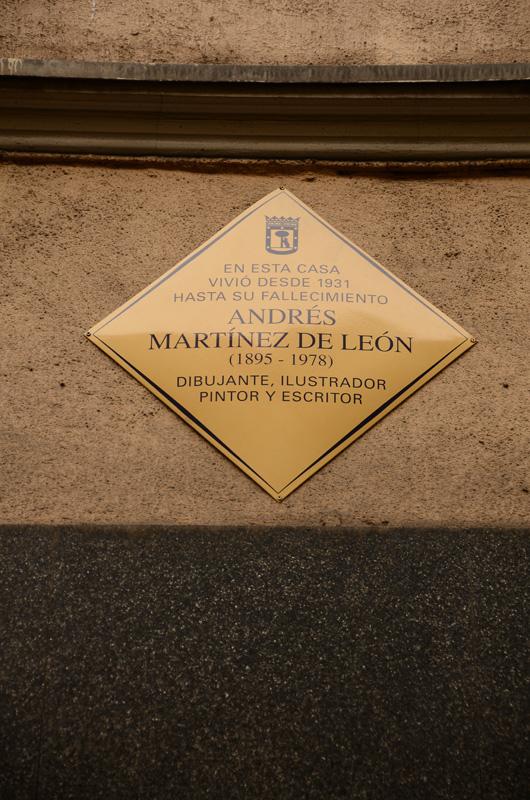 EN ESTA CASA
VIVIÓ DESDE 1931
HASTA SU FALLECIMIENTO
ANDRÉS
MARTÍNEZ DE LEÓN
(1895 - 1978)
DIBUJANTE, ILUSTRADOR
PINTOR Y ESCRITOR